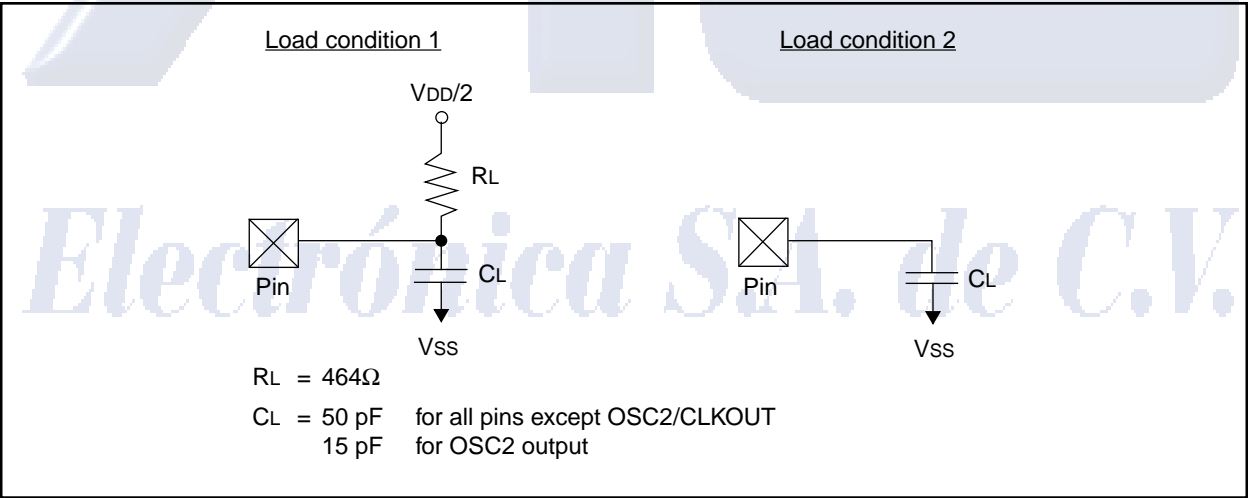 Load condition 1
Load condition 2
VDD/2
RL
Pin
CL
VSS
Pin
CL
VSS
RL = 464Ω
CL = 50 pF for all pins except OSC2/CLKOUT
15 pF for OSC2 output
Electrónica S.A. de C.V.